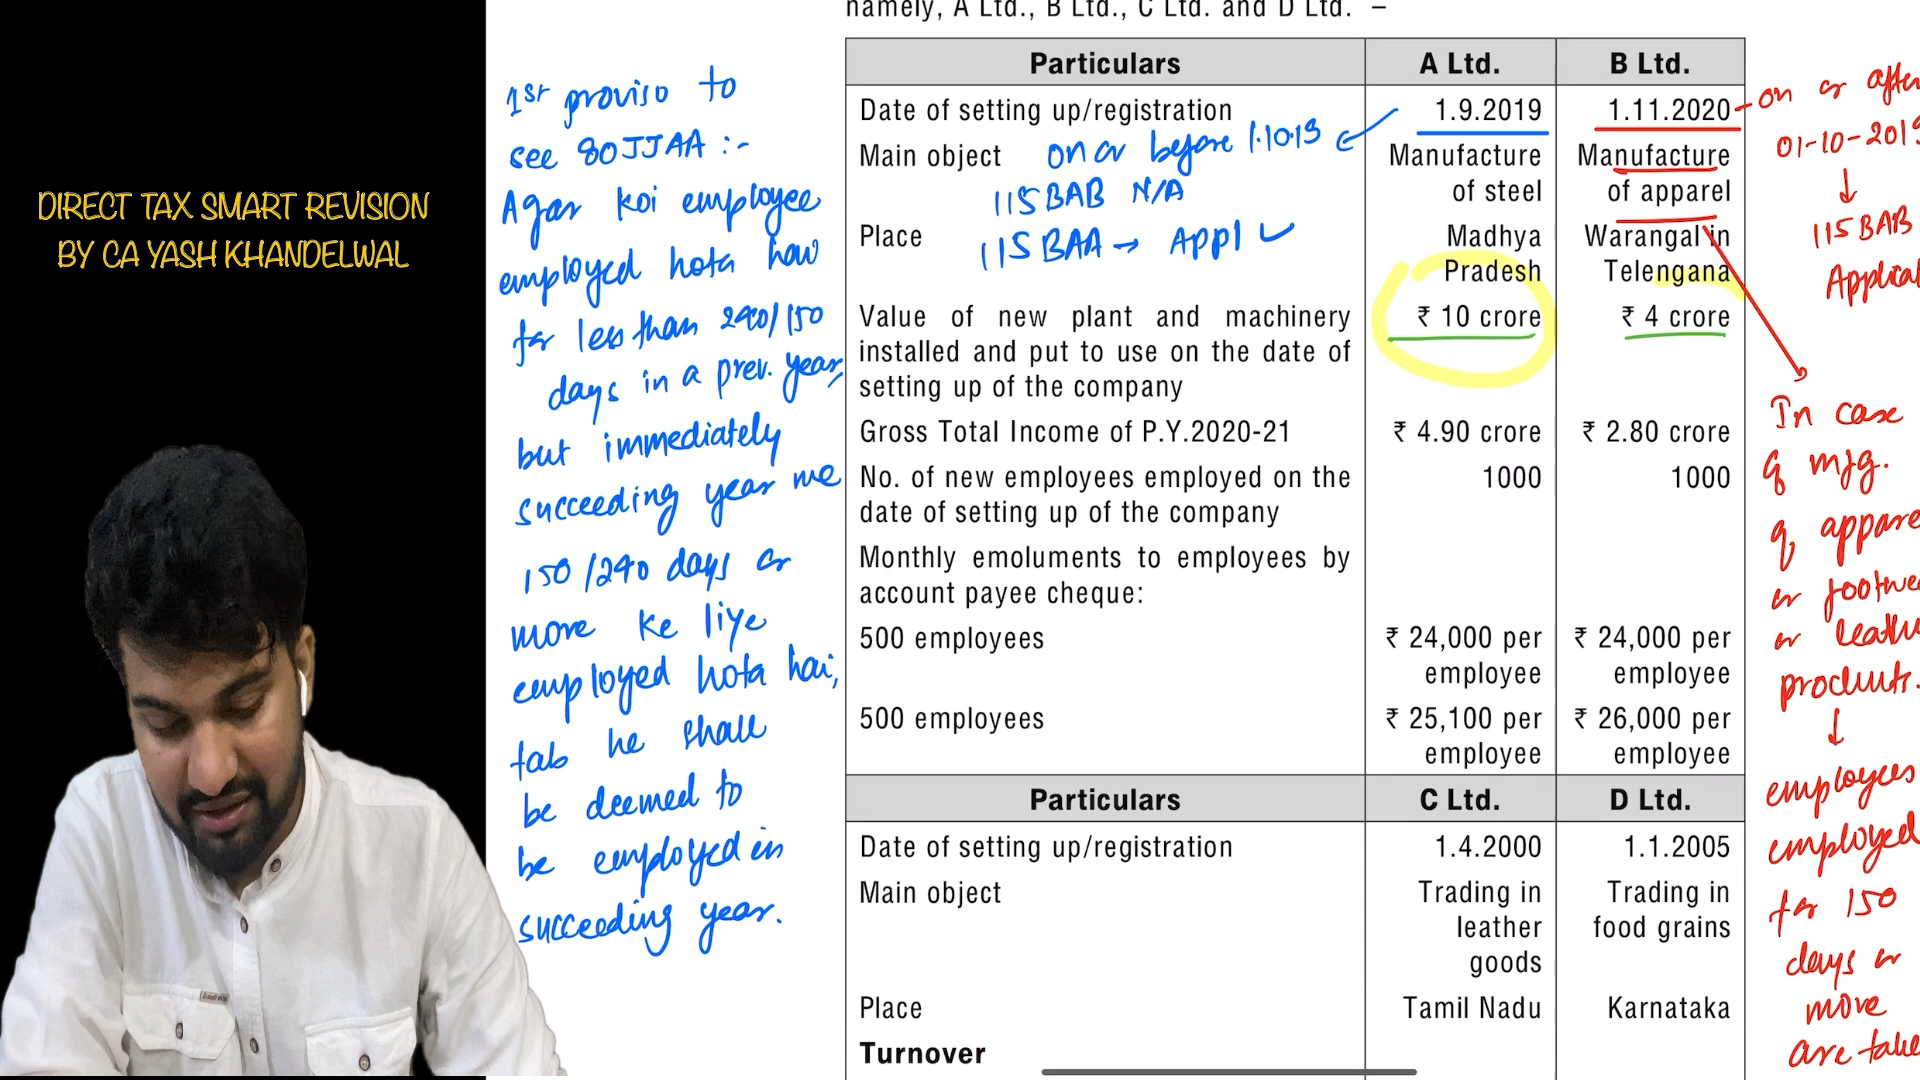 DIRECT TAX SMART REVISION
BY CA YASH KHANDELWAL
1st proviso to
sec 80JJAA :-
Agar koi employee
employed hota hai
for less than 240/150
days in a prev. year,
but immediately
succeeding year me
150/240 days or
more ke liye
employed hota hai,
tab he shall
be deemed to
be employed in
succeeding year.
namely, A Ltd., B Ltd., C Ltd. and D Ltd. –
Particulars A Ltd. B Ltd.
Date of setting up/registration 1.9.2019 1.11.2020
on or before 1.10.19
115BAB N/A
115BAA → Appl ✓
Main object Manufacture of steel Manufacture of apparel
Place Madhya Pradesh Warangal in Telengana
Value of new plant and machinery ₹ 10 crore ₹ 4 crore
installed and put to use on the date of
setting up of the company
Gross Total Income of P.Y.2020-21 ₹ 4.90 crore ₹ 2.80 crore
No. of new employees employed on the 1000 1000
date of setting up of the company
Monthly emoluments to employees by
account payee cheque:
500 employees ₹ 24,000 per employee ₹ 24,000 per employee
500 employees ₹ 25,100 per employee ₹ 26,000 per employee
Particulars C Ltd. D Ltd.
Date of setting up/registration 1.4.2000 1.1.2005
Main object Trading in leather goods Trading in food grains
Place Tamil Nadu Karnataka
Turnover
on or after
01-10-2019
↓
115BAB
In case
of mfg.
of
or
or
products.
↓
employees
employed
for 150
days or
more
are